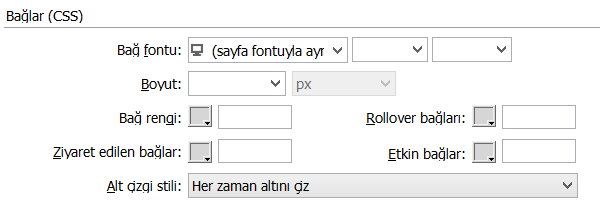 Bağlar (CSS)
Bağ fontu: (sayfa fontuyla ayr
Boyut: px
Bağ rengi: Rollover bağları:
Ziyaret edilen bağlar: Etkin bağlar:
Alt çizgi stili: Her zaman altını çiz